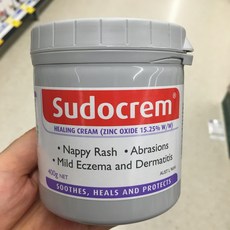 Sudocrem
HEALING CREAM (ZINC OXIDE 15.25% W/W)
• Nappy Rash • Abrasions
• Mild Eczema and Dermatitis
400g NET
SOOTHES, HEALS AND PROTECTS